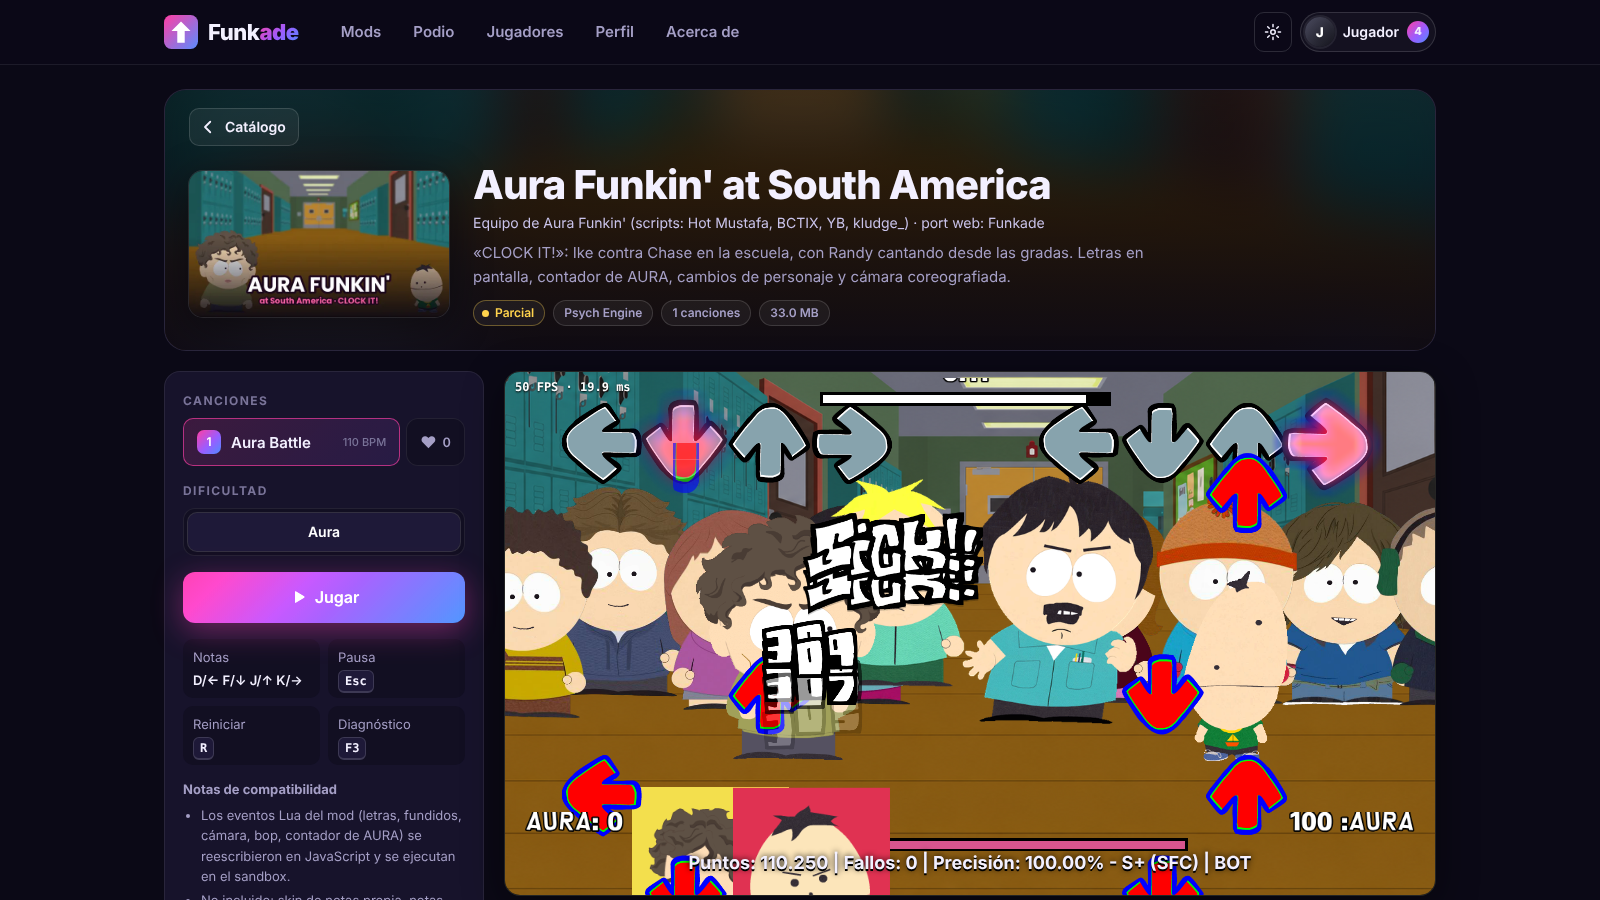 Funkade
Mods
Podio
Jugadores
Perfil
Acerca de
J
Jugador
4
Catálogo
AURA FUNKIN'
at South America · CLOCK IT!
Aura Funkin' at South America
Equipo de Aura Funkin' (scripts: Hot Mustafa, BCTIX, YB, kludge_) · port web: Funkade
«CLOCK IT!»: Ike contra Chase en la escuela, con Randy cantando desde las gradas. Letras en
pantalla, contador de AURA, cambios de personaje y cámara coreografiada.
Parcial
Psych Engine
1 canciones
33.0 MB
CANCIONES
1
Aura Battle
110 BPM
0
DIFICULTAD
Aura
Jugar
Notas
D/← F/↓ J/↑ K/→
Pausa
Esc
Reiniciar
R
Diagnóstico
F3
Notas de compatibilidad
• Los eventos Lua del mod (letras, fundidos,
cámara, bop, contador de AURA) se
reescribieron en JavaScript y se ejecutan
en el sandbox.
50 FPS · 19.9 ms
SiCK!!
AURA: 0
100 :AURA
Puntos: 110.250 | Fallos: 0 | Precisión: 100.00% - S+ (SFC) | BOT